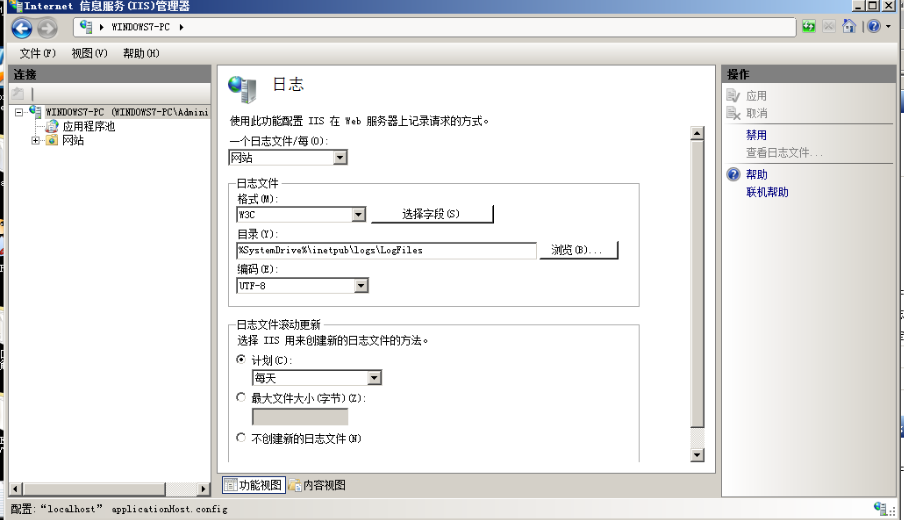 Internet 信息服务(IIS)管理器
WINDOWS7-PC
文件(F) 视图(V) 帮助(H)
连接
WINDOWS7-PC (WINDOWS7-PC\Admini
应用程序池
网站
日志
使用此功能配置 IIS 在 Web 服务器上记录请求的方式。
一个日志文件/每(O):
网站
日志文件
格式(M):
W3C 选择字段(S)
目录(Y):
%SystemDrive%\inetpub\logs\LogFiles 浏览(B)...
编码(E):
UTF-8
日志文件滚动更新
选择 IIS 用来创建新的日志文件的方法。
计划(C):
每天
最大文件大小(字节)(Z):
不创建新的日志文件(N)
功能视图 内容视图
操作
应用
取消
禁用
查看日志文件...
帮助
联机帮助
配置:“localhost” applicationHost.config